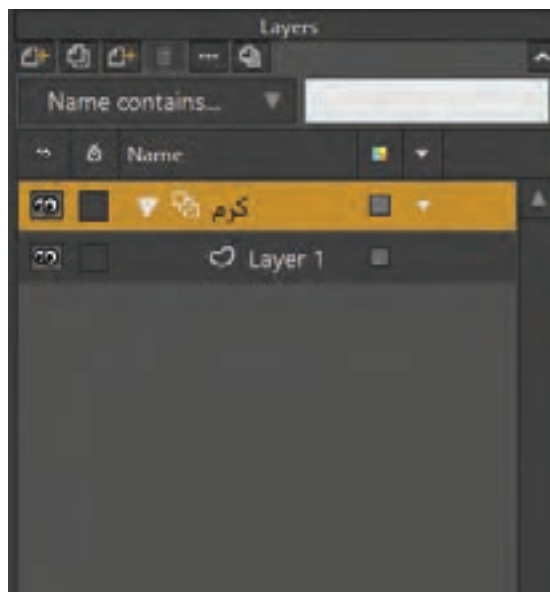 Layers
Name contains...
Name
کرم
Layer 1